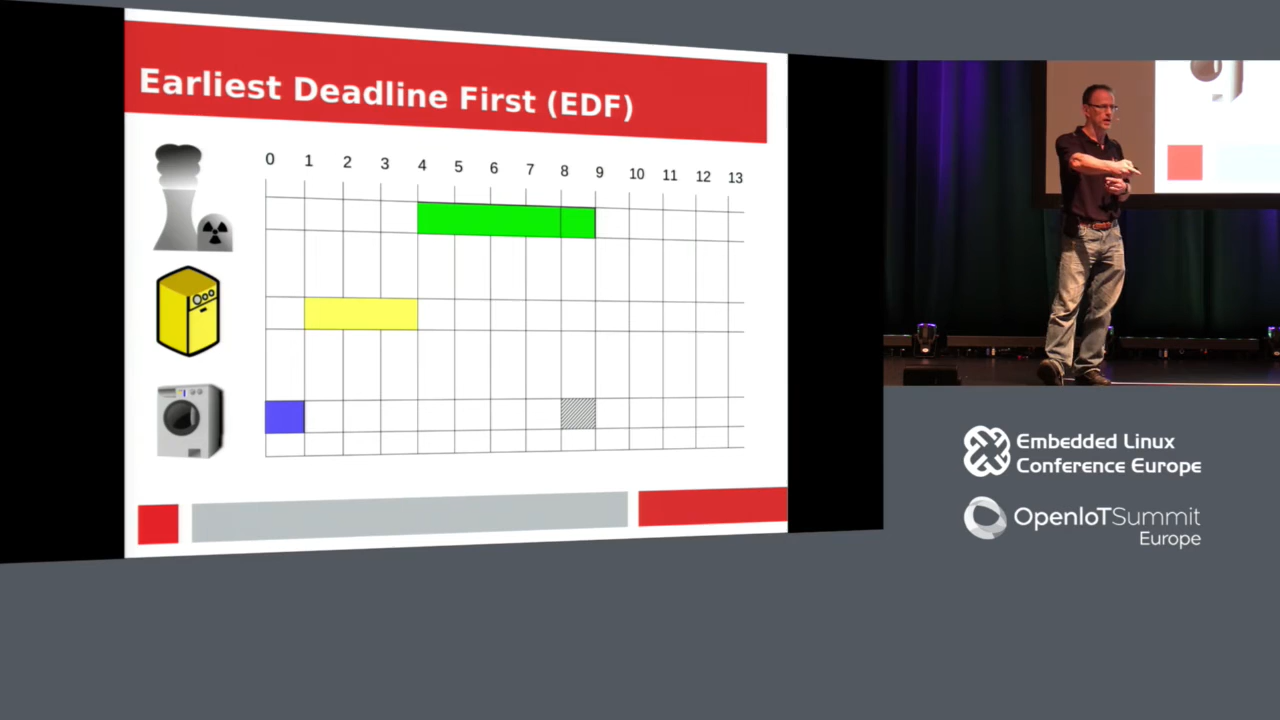 Earliest Deadline First (EDF)
0 1 2 3 4 5 6 7 8 9 10 11 12 13
Embedded Linux
Conference Europe
OpenIoTSummit
Europe